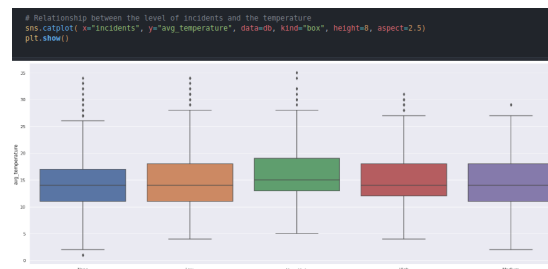 # Relationship between the level of incidents and the temperature
sns.catplot( x="incidents", y="avg_temperature", data=db, kind="box", height=8, aspect=2.5)
plt.show()
35
30
25
20
15
10
5
0
avg_temperature